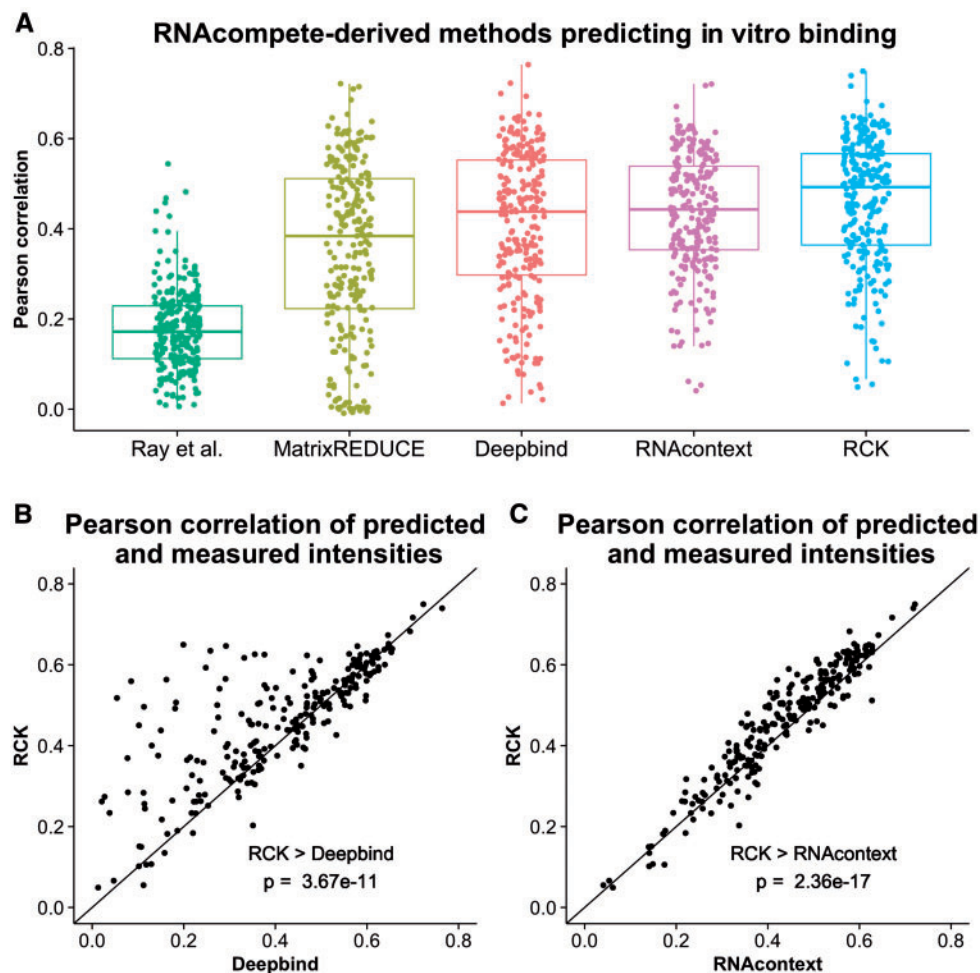 A
RNAcompete-derived methods predicting in vitro binding
Pearson correlation
0.8
0.6
0.4
0.2
0.0
Ray et al.
MatrixREDUCE
Deepbind
RNAcontext
RCK
B
Pearson correlation of predicted
and measured intensities
RCK
0.8
0.6
0.4
0.2
0.0
RCK > Deepbind
p = 3.67e-11
0.0
0.2
0.4
0.6
0.8
Deepbind
C
Pearson correlation of predicted
and measured intensities
RCK
0.8
0.6
0.4
0.2
0.0
RCK > RNAcontext
p = 2.36e-17
0.0
0.2
0.4
0.6
0.8
RNAcontext